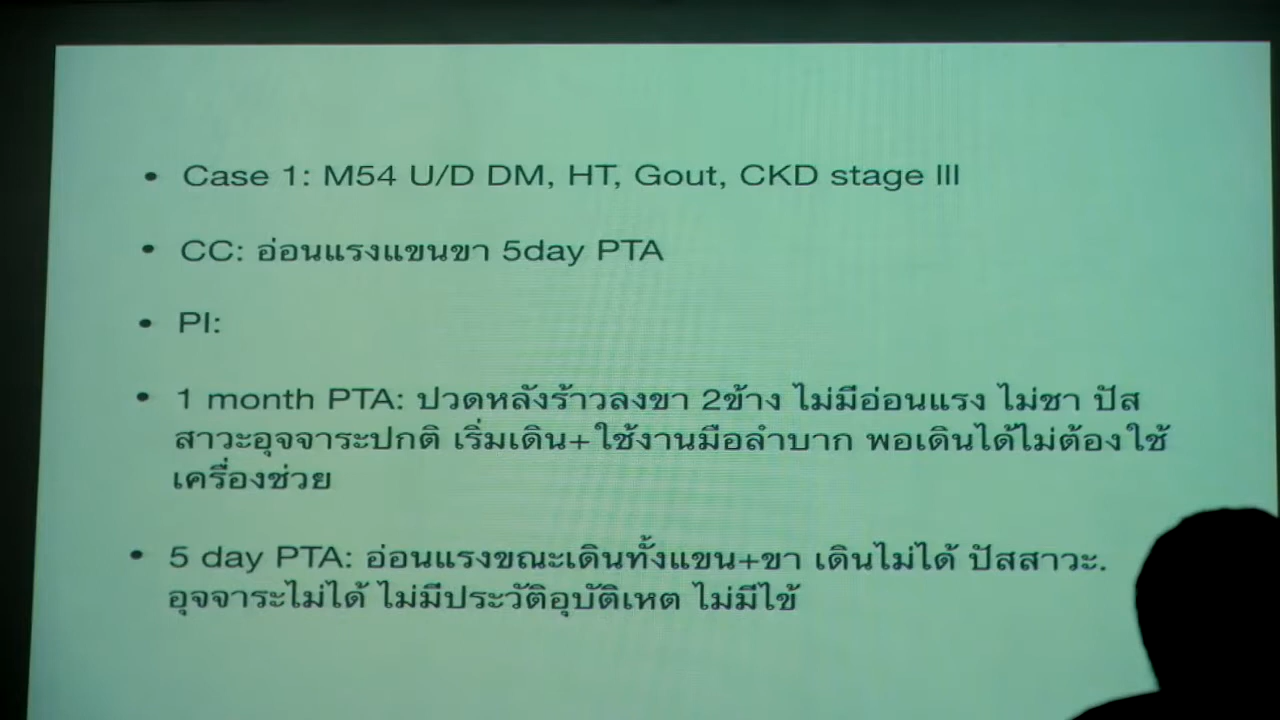 • Case 1: M54 U/D DM, HT, Gout, CKD stage III
• CC: อ่อนแรงแขนขา 5day PTA
• PI:
• 1 month PTA: ปวดหลังร้าวลงขา 2ข้าง ไม่มีอ่อนแรง ไม่ชา ปัส
สาวะอุจจาระปกติ เริ่มเดิน+ใช้งานมือลำบาก พอเดินได้ไม่ต้องใช้
เครื่องช่วย
• 5 day PTA: อ่อนแรงขณะเดินทั้งแขน+ขา เดินไม่ได้ ปัสสาวะ.
อุจจาระไม่ได้ ไม่มีประวัติอุบัติเหต ไม่มีไข้